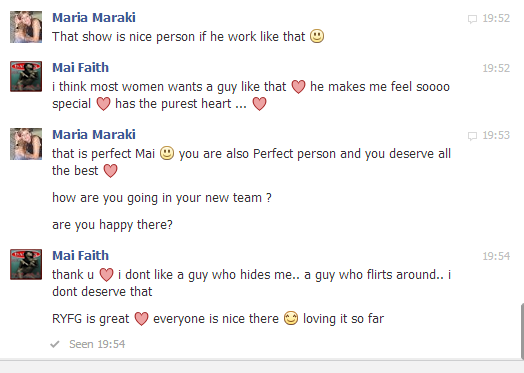 Maria Maraki 19:52
That show is nice person if he work like that
Mai Faith 19:52
i think most women wants a guy like that he makes me feel soooo
special has the purest heart ...
Maria Maraki 19:53
that is perfect Mai you are also Perfect person and you deserve all
the best
how are you going in your new team ?
are you happy there?
Mai Faith 19:54
thank u i dont like a guy who hides me.. a guy who flirts around.. i
dont deserve that
RYFG is great everyone is nice there loving it so far
Seen 19:54